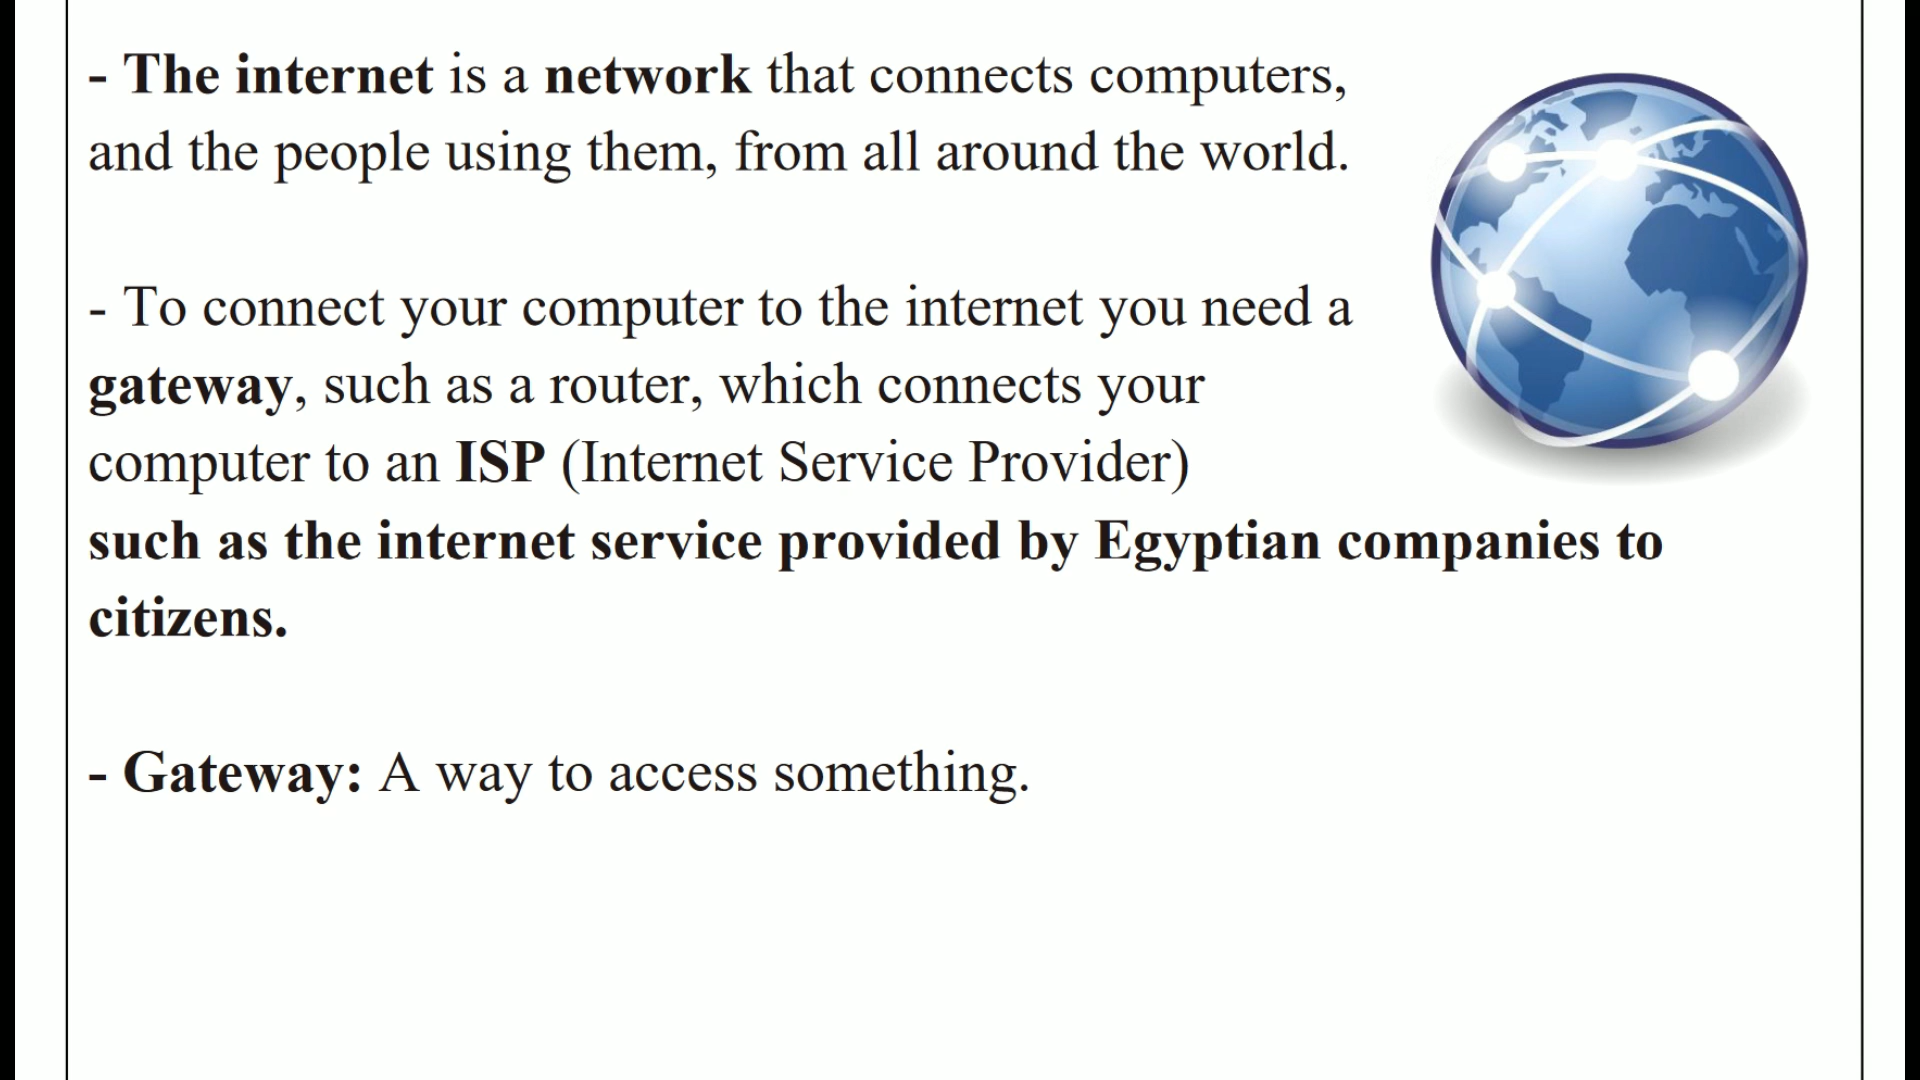 - The internet is a network that connects computers,
and the people using them, from all around the world.
- To connect your computer to the internet you need a
gateway, such as a router, which connects your
computer to an ISP (Internet Service Provider)
such as the internet service provided by Egyptian companies to
citizens.
- Gateway: A way to access something.